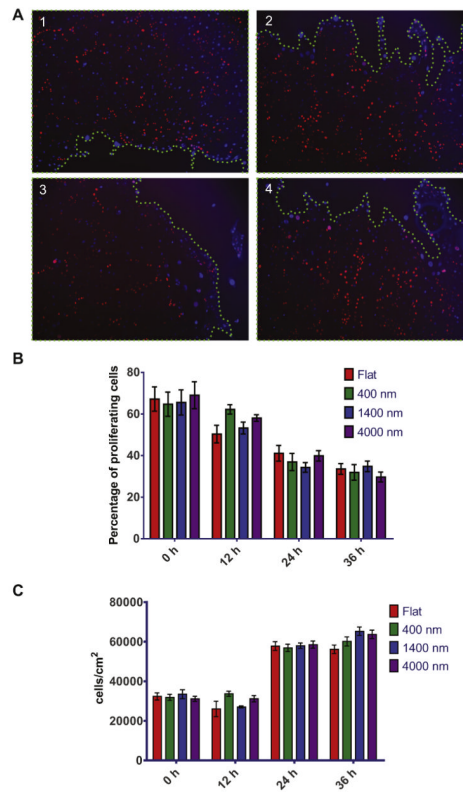 A
1
2
3
4
B
Percentage of proliferating cells
80
60
40
20
0
Flat
400 nm
1400 nm
4000 nm
0 h
12 h
24 h
36 h
C
cells/cm²
80000
60000
40000
20000
0
Flat
400 nm
1400 nm
4000 nm
0 h
12 h
24 h
36 h